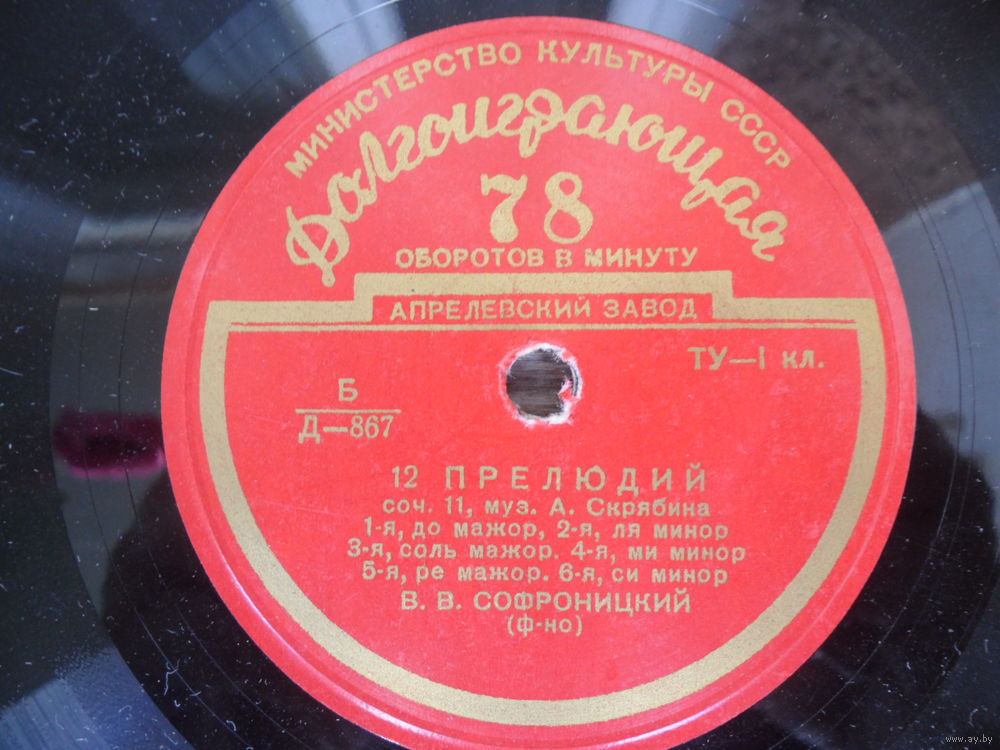 МИНИСТЕРСТВО КУЛЬТУРЫ СССР
Долгоиграющая
78
ОБОРОТОВ В МИНУТУ
АПРЕЛЕВСКИЙ ЗАВОД
ТУ—I кл.
Б
Д—867
12 ПРЕЛЮДИЙ
соч. 11, муз. А. Скрябина
1-я, до мажор, 2-я, ля минор
3-я, соль мажор. 4-я, ми минор
5-я, ре мажор. 6-я, си минор
В. В. СОФРОНИЦКИЙ
(ф-но)
www.ay.by